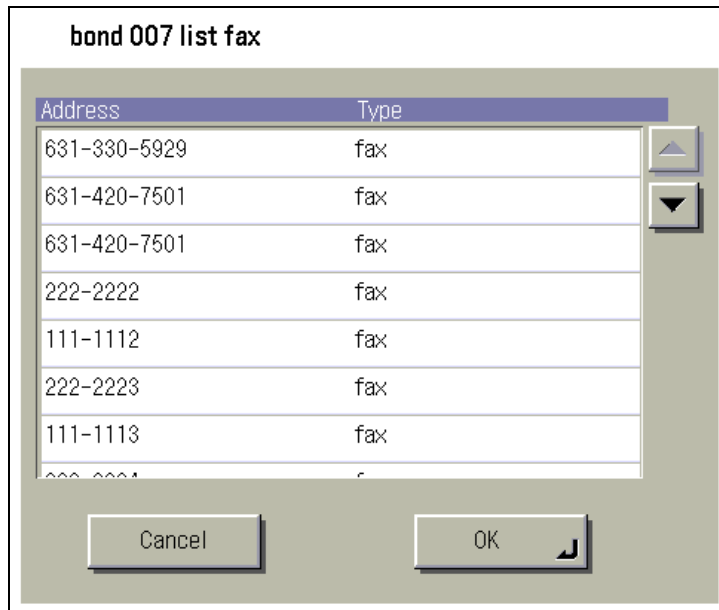 bond 007 list fax
Address Type
631-330-5929 fax
631-420-7501 fax
631-420-7501 fax
222-2222 fax
111-1112 fax
222-2223 fax
111-1113 fax
Cancel OK